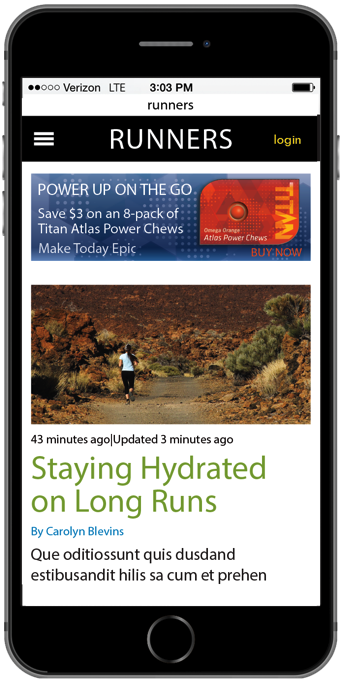 Verizon LTE 3:03 PM
runners
RUNNERS login
POWER UP ON THE GO
Save $3 on an 8-pack of
Titan Atlas Power Chews
Make Today Epic
TITAN
Omega Orange
Atlas Power Chews
BUY NOW
43 minutes ago|Updated 3 minutes ago
Staying Hydrated
on Long Runs
By Carolyn Blevins
Que oditiossunt quis dusdand
estibusandit hilis sa cum et prehen